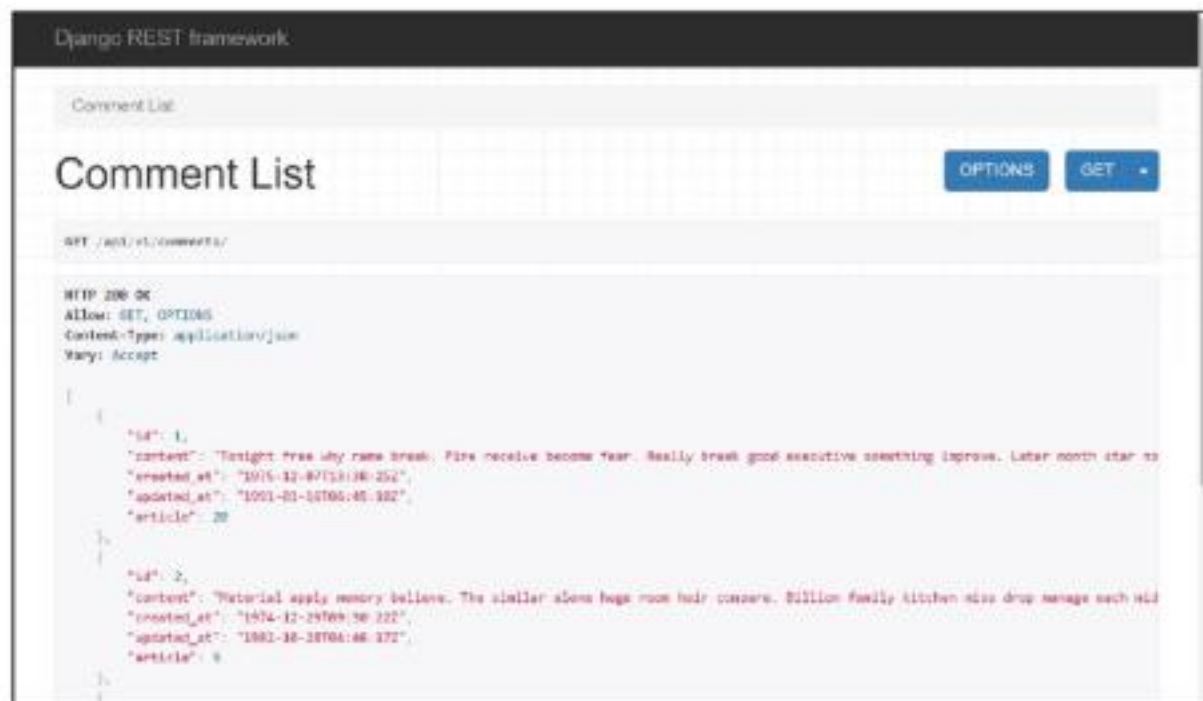 Django REST framework
Comment List
Comment List
OPTIONS
GET
GET /api/v1/comments/
HTTP 200 OK
Allow: GET, OPTIONS
Content-Type: application/json
Vary: Accept
[
{
"id": 1,
"content": "Tonight free why name break. Fire receive become fear. Really break good executive something improve. Later month star to
"created_at":
"updated_at":
"article": 20
},
{
"id": 2,
"content": "Material apply memory believe. The similar along huge room hair compare. Billion family kitchen miss drop manage each mid
"created_at":
"updated_at":
"article":
},
{